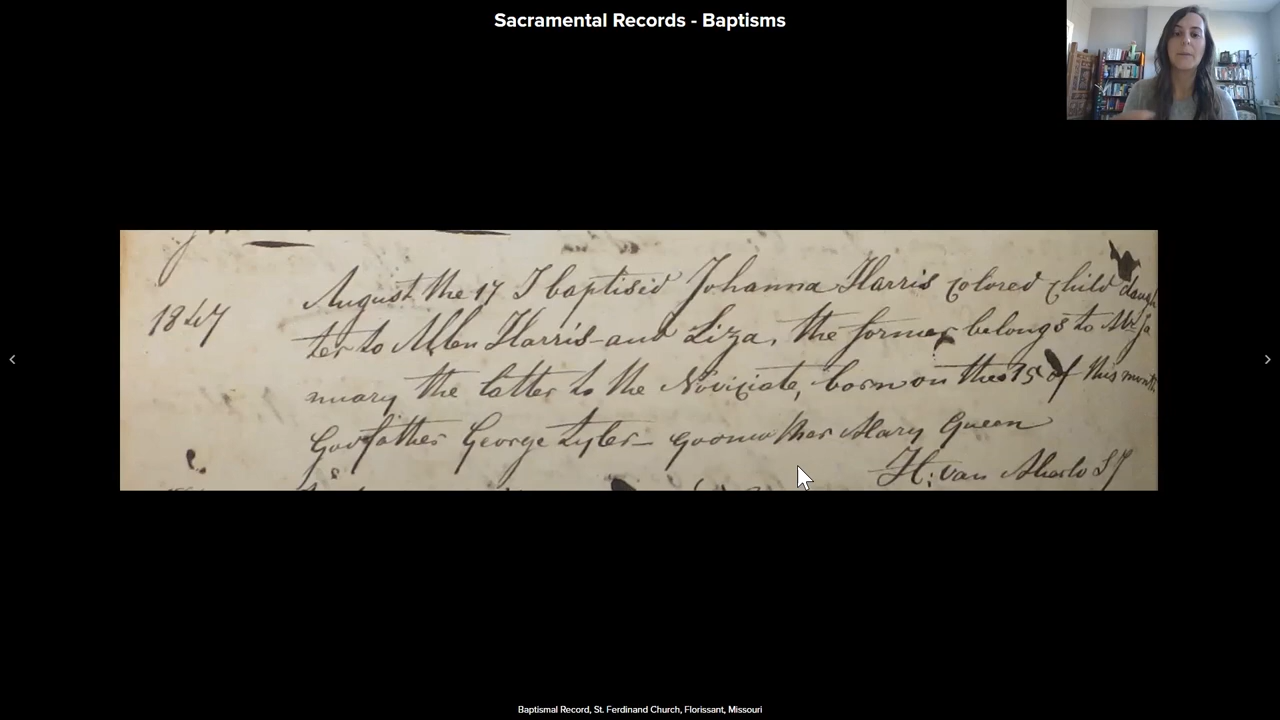 Sacramental Records - Baptisms
1847
August the 17 I baptised Johanna Harris colored child daugh
ter to Allen Harris - and Liza, the former belongs to Mr. Ja
nuary the latter to the Noviziate, born on the 15 of this month.
Godfather George Tyler - godmother Mary Queen
H. van
SJ
Baptismal Record, St. Ferdinand Church, Florissant, Missouri